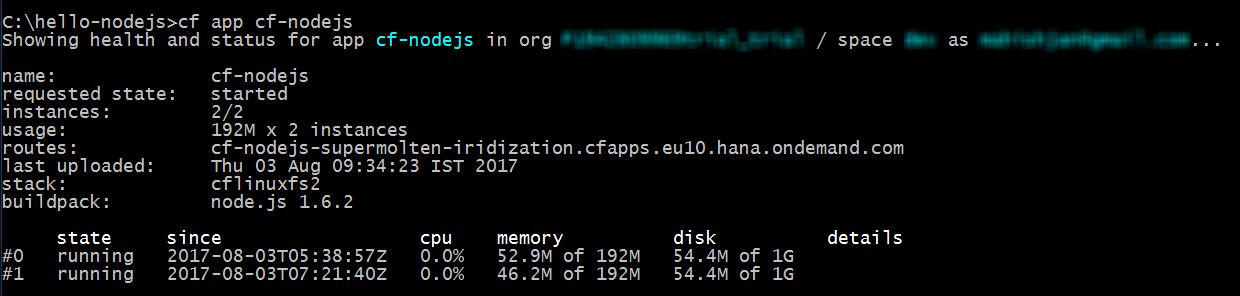 C:\hello-nodejs>cf app cf-nodejs
Showing health and status for app cf-nodejs in org / space as ...
name: cf-nodejs
requested state: started
instances: 2/2
usage: 192M x 2 instances
routes: cf-nodejs-supermolten-iridization.cfapps.eu10.hana.ondemand.com
last uploaded: Thu 03 Aug 09:34:23 IST 2017
stack: cflinuxfs2
buildpack: node.js 1.6.2
state since cpu memory disk details
#0 running 2017-08-03T05:38:57Z 0.0% 52.9M of 192M 54.4M of 1G
#1 running 2017-08-03T07:21:40Z 0.0% 46.2M of 192M 54.4M of 1G